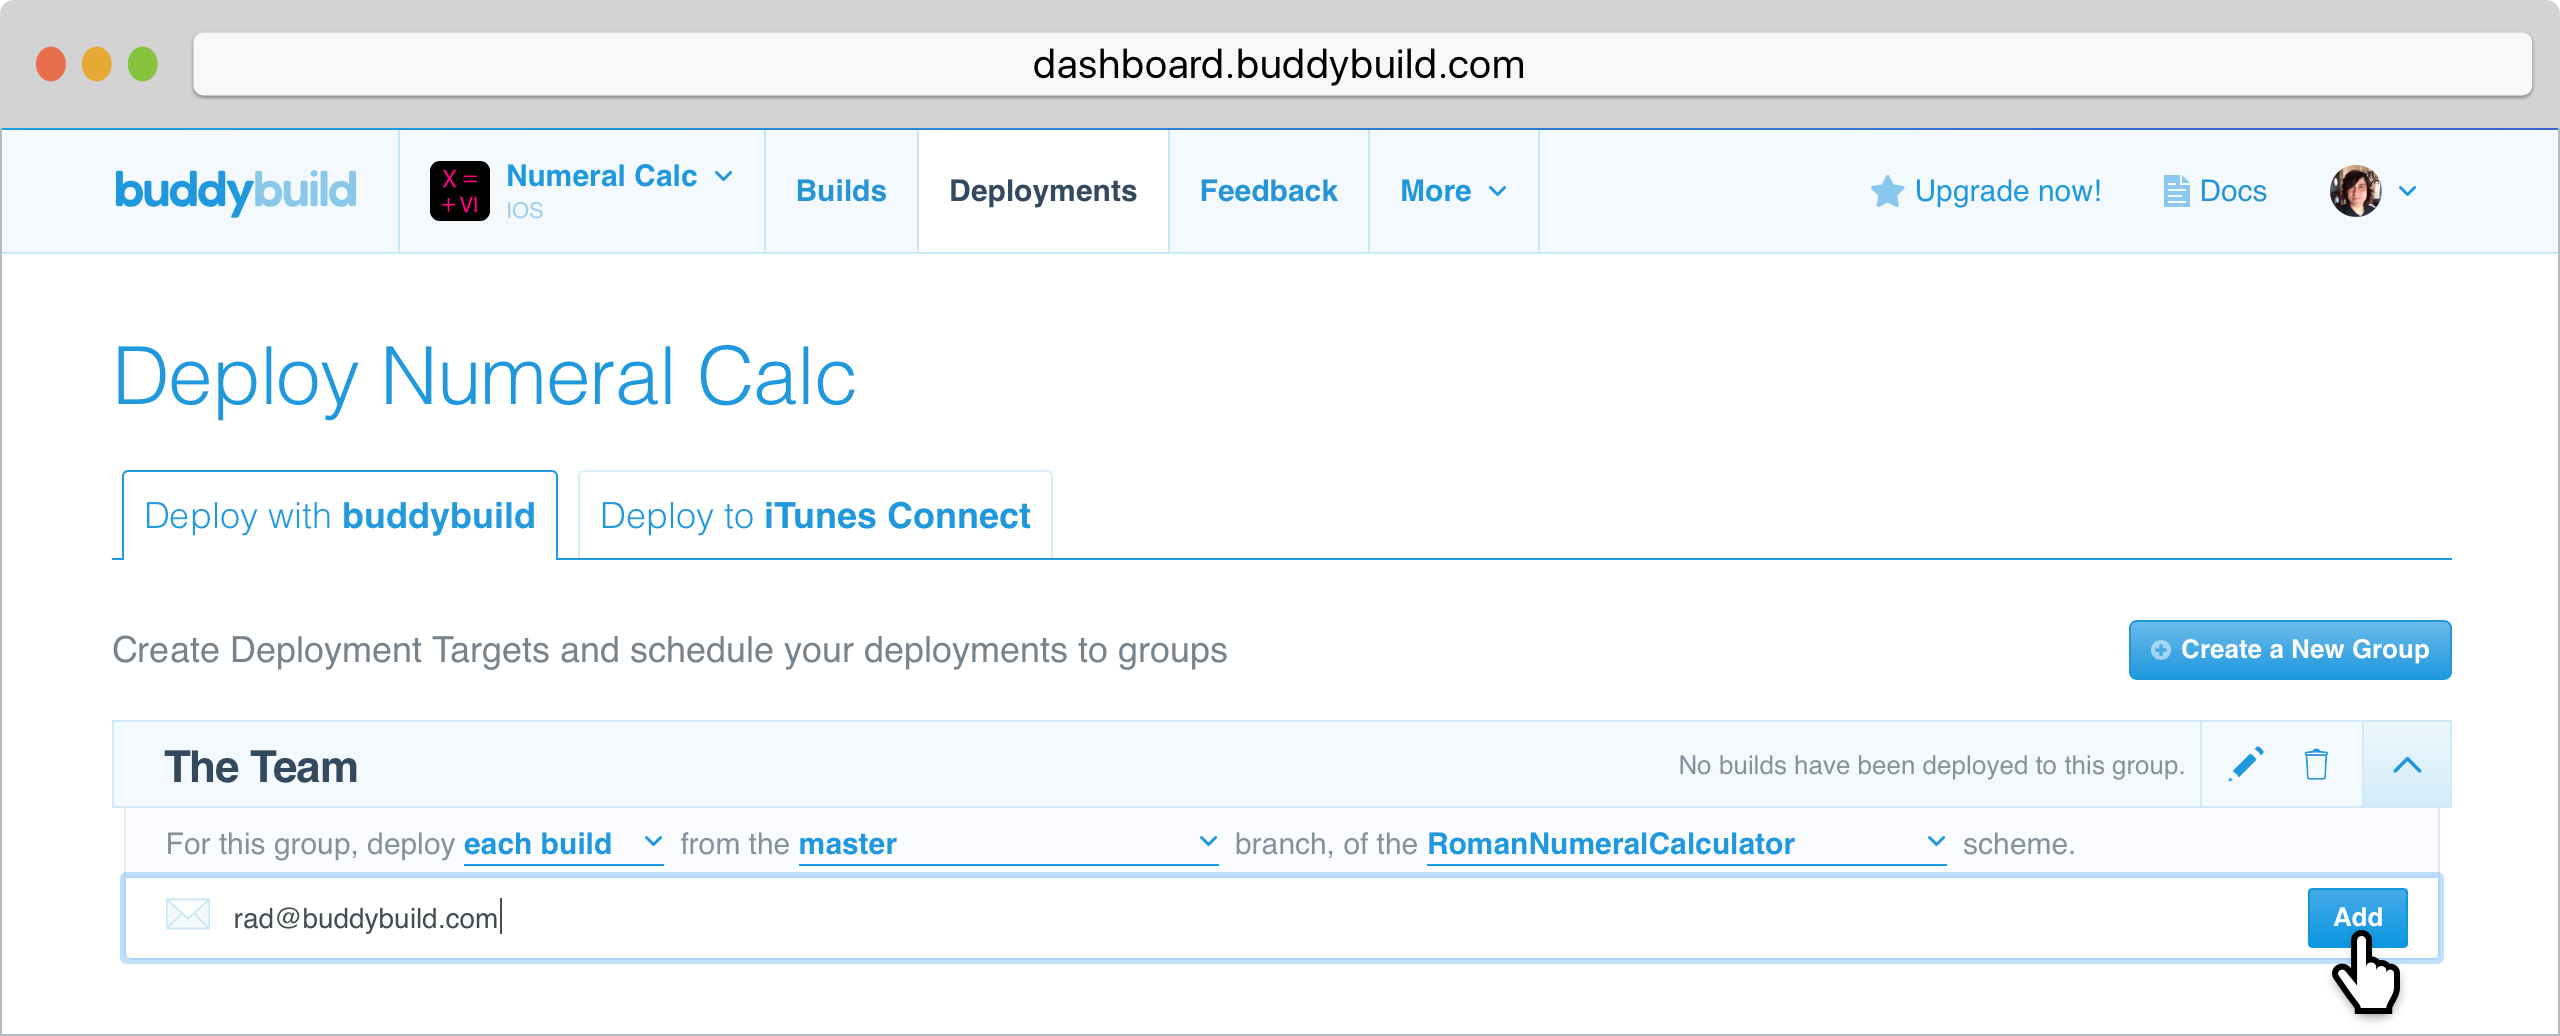 dashboard.buddybuild.com
buddybuild
X =
+ VI
Numeral Calc
IOS
Builds
Deployments
Feedback
More
Upgrade now!
Docs
Deploy Numeral Calc
Deploy with buddybuild
Deploy to iTunes Connect
Create Deployment Targets and schedule your deployments to groups
Create a New Group
The Team
No builds have been deployed to this group.
For this group, deploy each build from the master branch, of the RomanNumeralCalculator scheme.
rad@buddybuild.com
Add